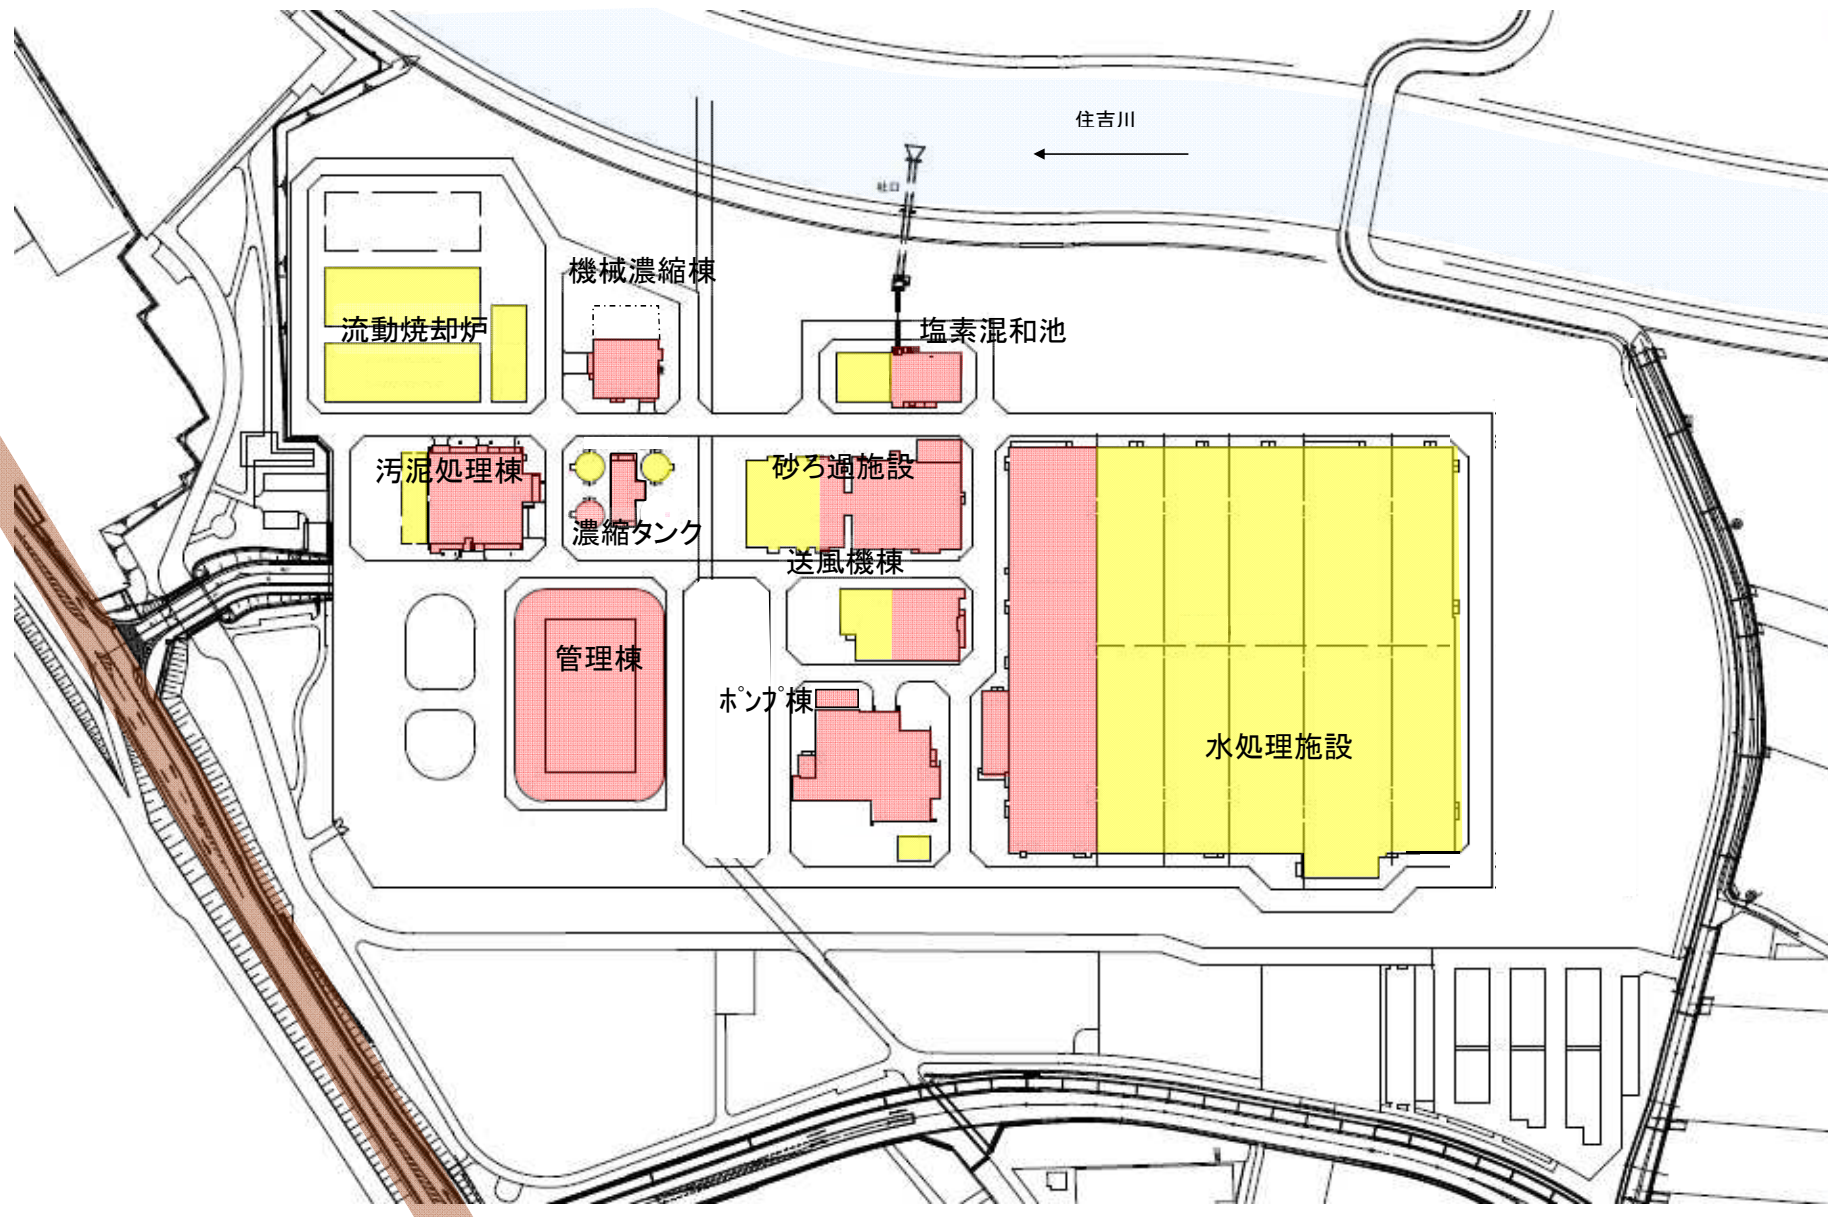 住吉川
吐口
機械濃縮棟
流動焼却炉
塩素混和池
汚泥処理棟
砂ろ過施設
濃縮タンク
送風機棟
管理棟
ﾎﾟﾝﾌﾟ棟
水処理施設